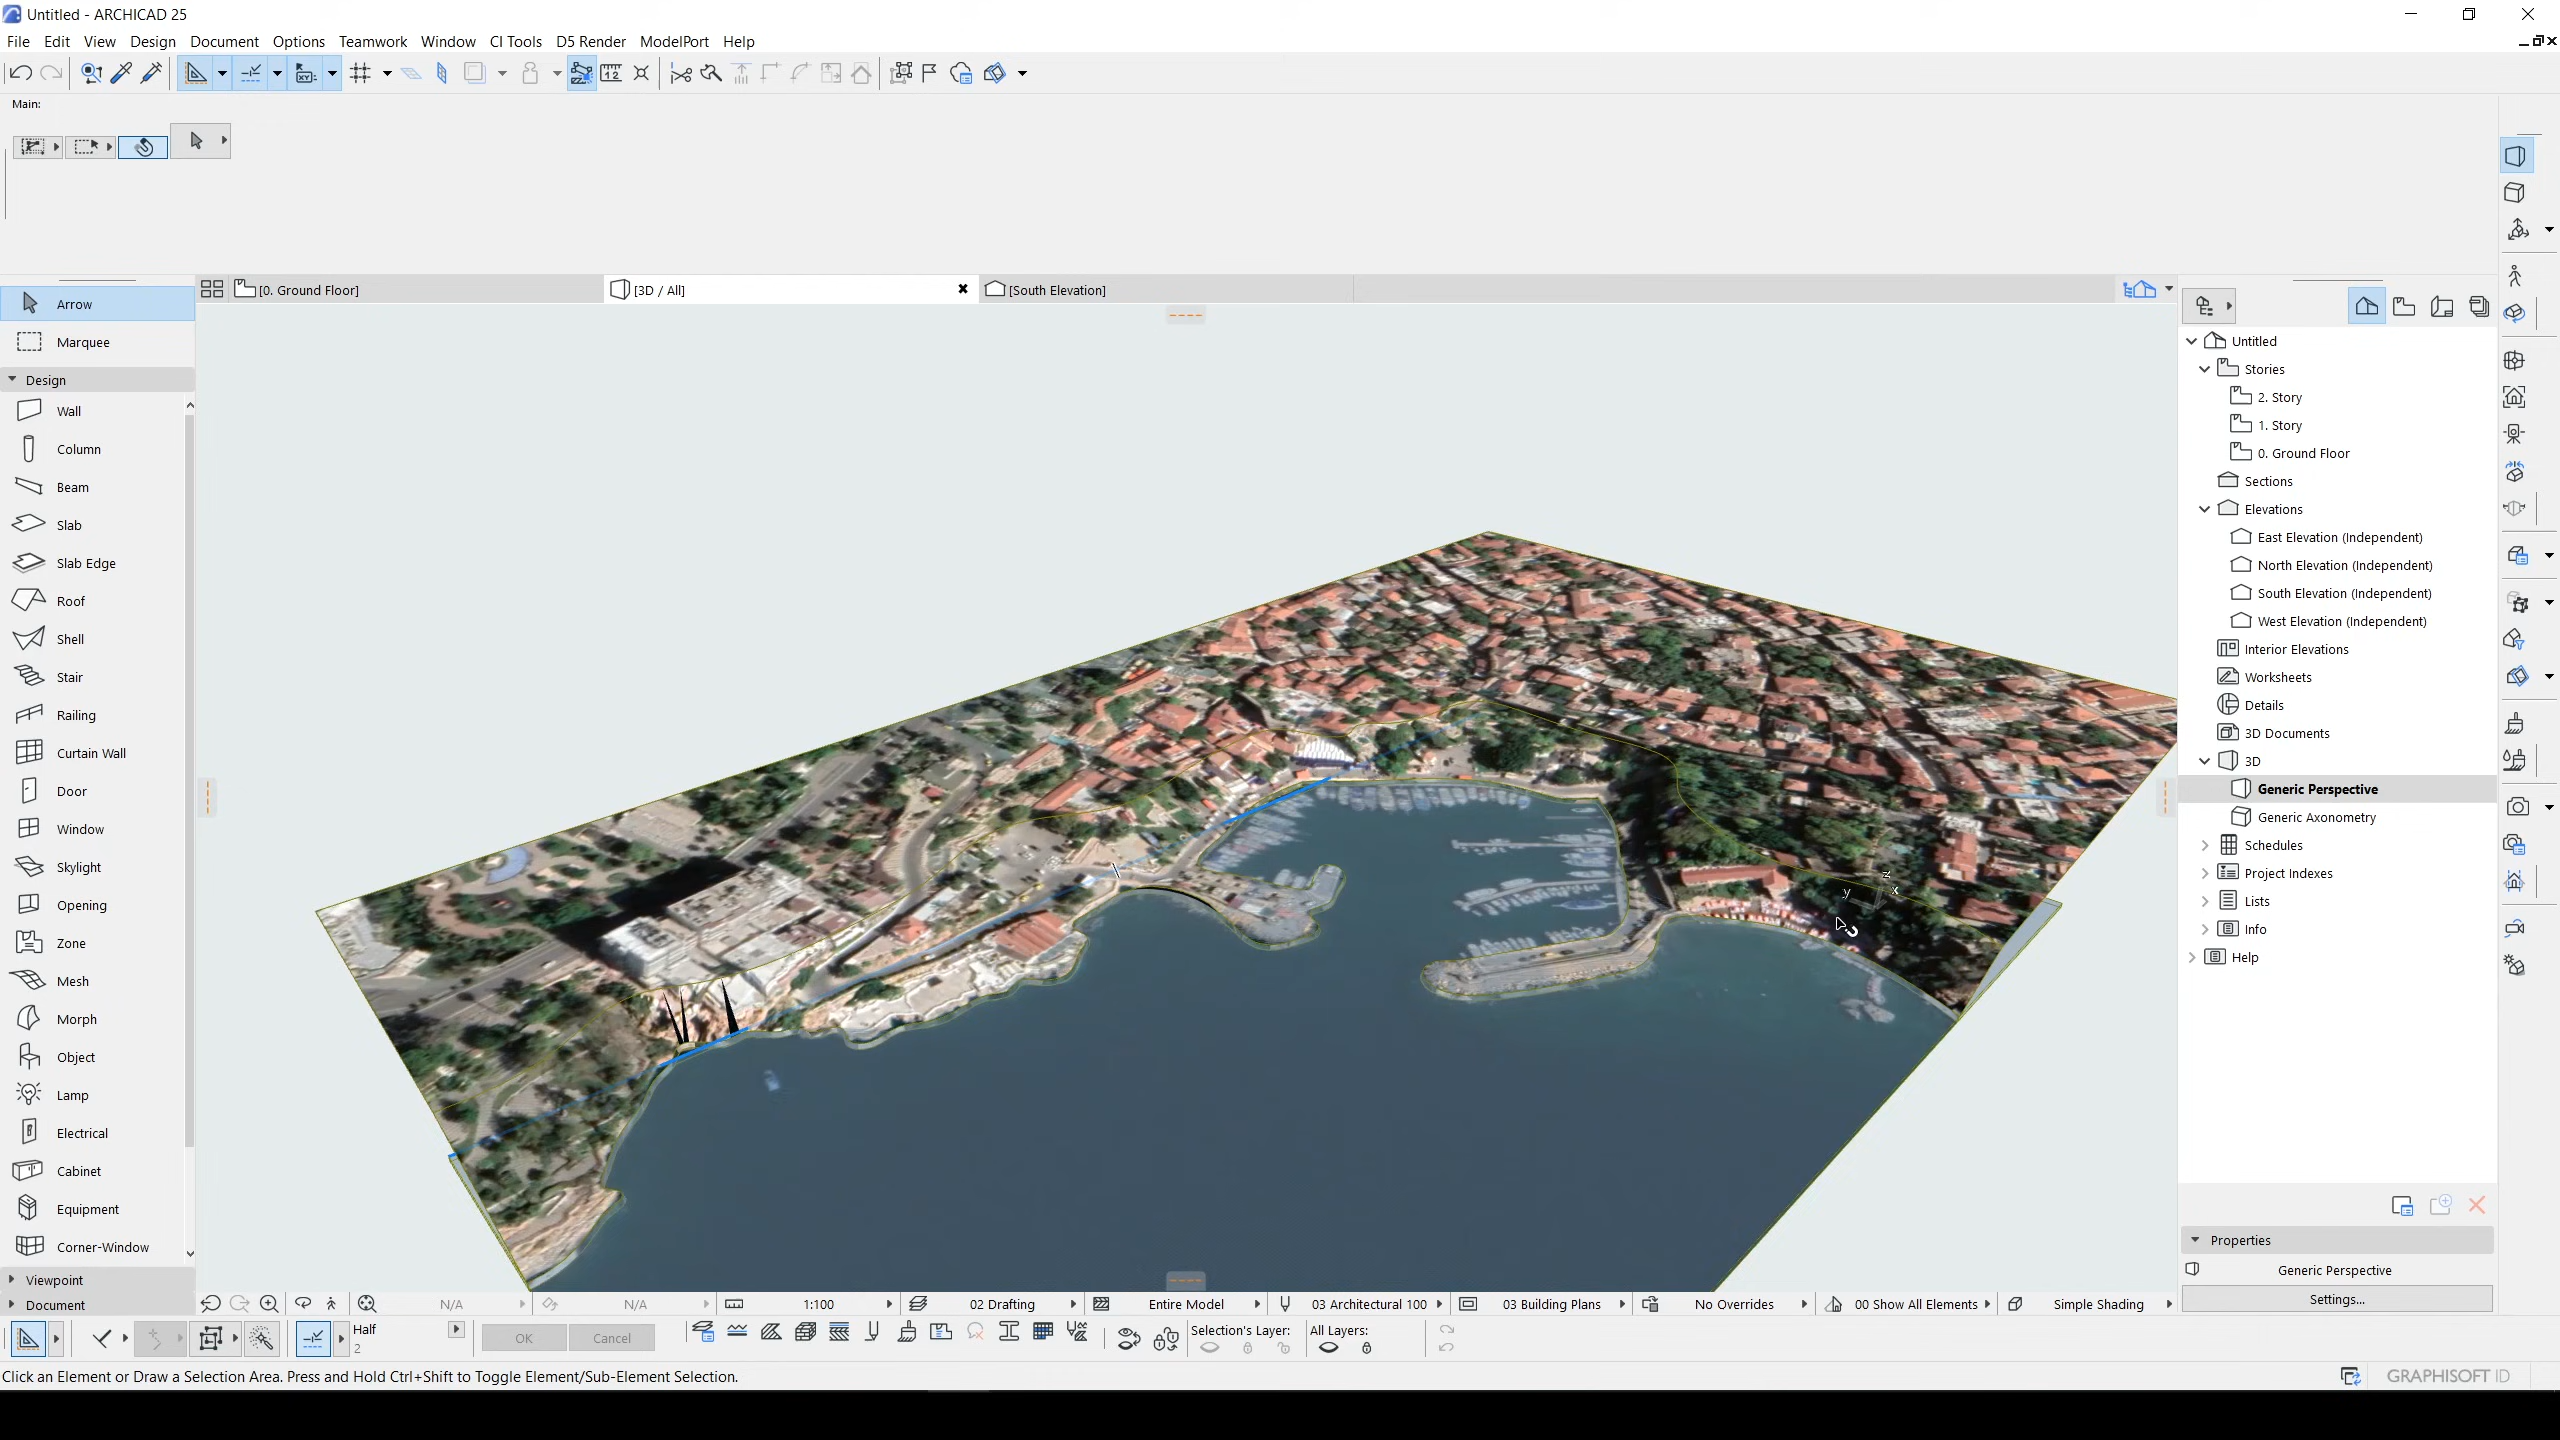 Untitled - ARCHICAD 25
File Edit View Design Document Options Teamwork Window CI Tools D5 Render ModelPort Help
Main:
[0. Ground Floor]
[3D / All]
[South Elevation]
Arrow
Marquee
Design
Wall
Column
Beam
Slab
Slab Edge
Roof
Shell
Stair
Railing
Curtain Wall
Door
Window
Skylight
Opening
Zone
Mesh
Morph
Object
Lamp
Electrical
Cabinet
Equipment
Corner-Window
Viewpoint
Document
z
y
x
Untitled
Stories
2. Story
1. Story
0. Ground Floor
Sections
Elevations
East Elevation (Independent)
North Elevation (Independent)
South Elevation (Independent)
West Elevation (Independent)
Interior Elevations
Worksheets
Details
3D Documents
3D
Generic Perspective
Generic Axonometry
Schedules
Project Indexes
Lists
Info
Help
Properties
Generic Perspective
Settings...
N/A N/A 1:100 02 Drafting Entire Model 03 Architectural 100 03 Building Plans No Overrides 00 Show All Elements Simple Shading
Half
2
OK Cancel
Selection's Layer: All Layers:
Click an Element or Draw a Selection Area. Press and Hold Ctrl+Shift to Toggle Element/Sub-Element Selection.
GRAPHISOFT ID